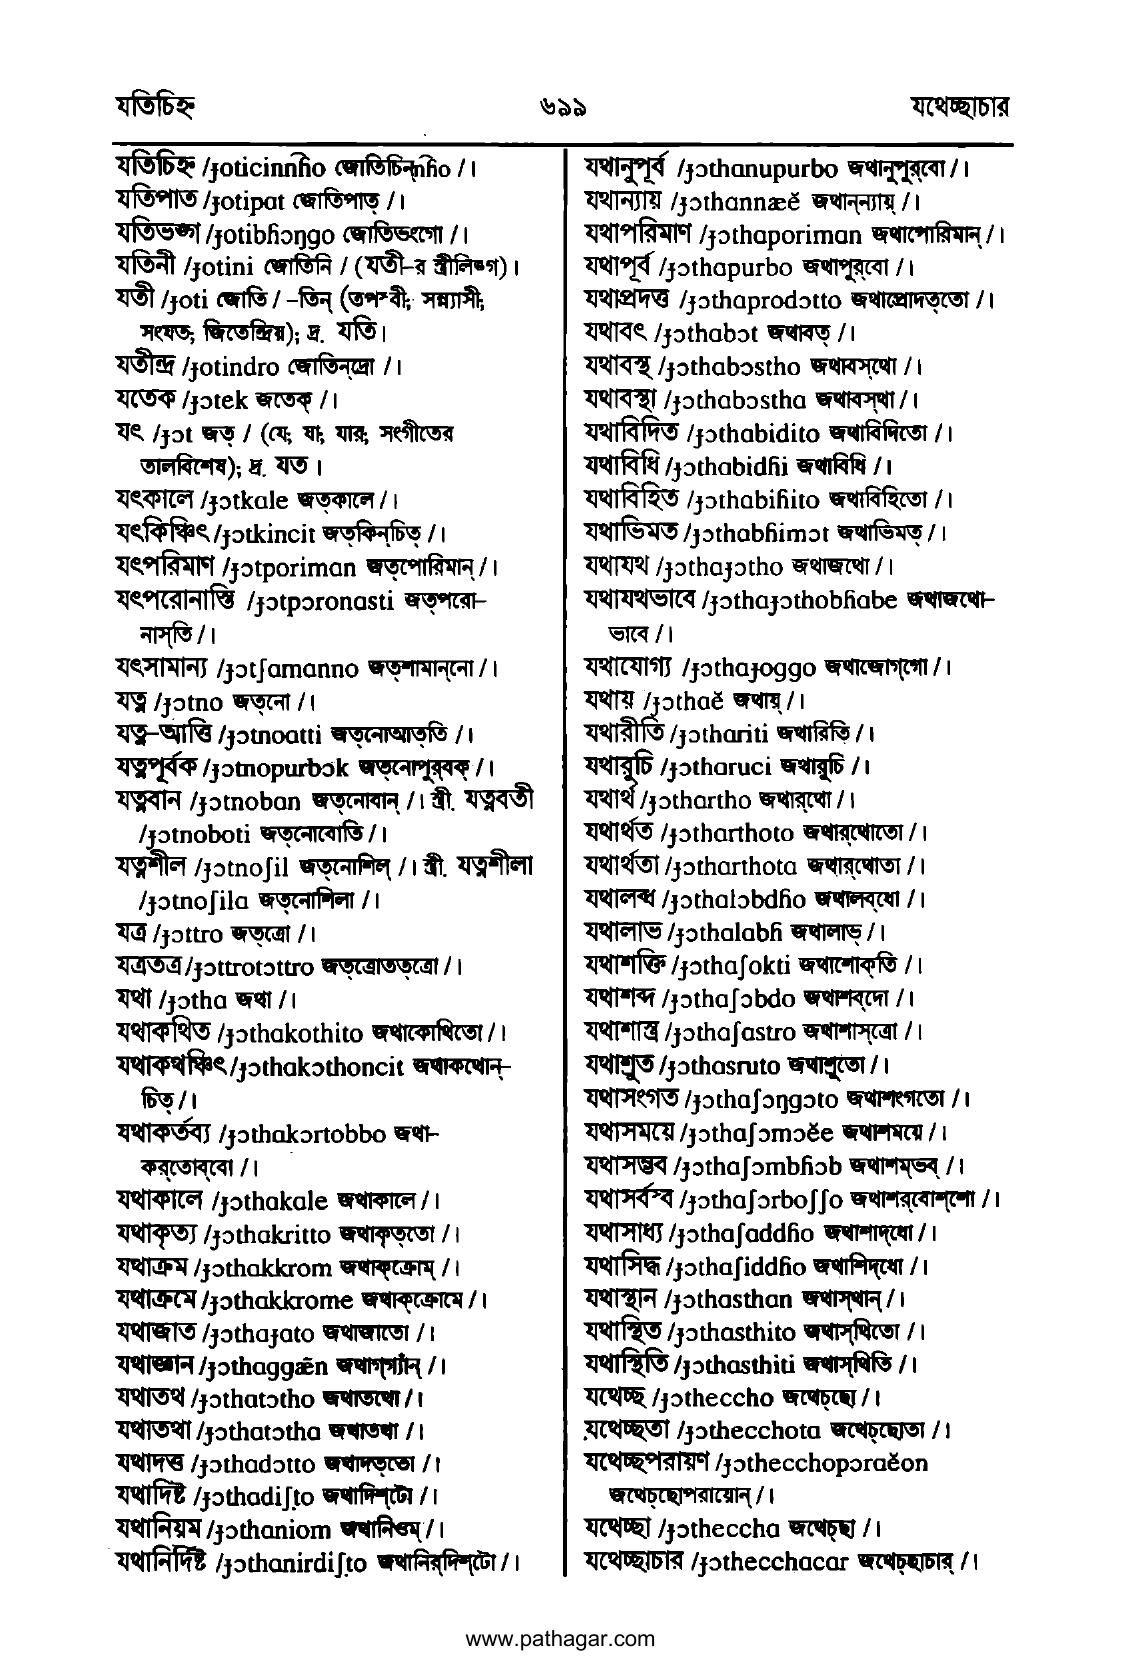 যতিচিহ্ন ৬৯৯ যথেচ্ছাচার
যতিচিহ্ন /ɟoticinnɦo জোতিচিন্‌nɦo /।
যতিপাত /ɟotipat জোতিপাত্ /।
যতিভঙ্গ /ɟotibɦɔŋgo জোতিভংগো /।
যতিনী /ɟotini জোতিনি / (যতী-র স্ত্রীলিঙ্গ)।
যতী /ɟoti জোতি / -তিন্ (তপস্বী; সন্ন্যাসী;
সংযত; জিতেন্দ্রিয়); দ্র. যতি।
যতীন্দ্র /ɟotindro জোতিন্‌দ্রো /।
যতেক /ɟɔtek জতেক্ /।
যৎ /ɟɔt জত্ / (যে; যা; যার; সংগীতের
তালবিশেষ); দ্র. যত।
যৎকালে /ɟɔtkale জত্‌কালে /।
যৎকিঞ্চিৎ /ɟɔtkincit জত্‌কিন্‌চিত্ /।
যৎপরিমাণ /ɟɔtporiman জত্‌পোরিমান্ /।
যৎপরোনাস্তি /ɟɔtpɔronasti জত্‌পরো-
নাস্‌তি /।
যৎসামান্য /ɟɔtʃamanno জত্‌শামান্‌নো /।
যত্ন /ɟɔtno জত্‌নো /।
যত্ন-আত্তি /ɟɔtnoatti জত্‌নোআত্‌তি /।
যত্নপূর্বক /ɟɔtnopurbɔk জত্‌নোপুর্‌বক্ /।
যত্নবান /ɟɔtnoban জত্‌নোবান্ /। স্ত্রী. যত্নবতী
/ɟɔtnoboti জত্‌নোবোতি /।
যত্নশীল /ɟɔtnoʃil জত্‌নোশিল্ /। স্ত্রী. যত্নশীলা
/ɟɔtnoʃila জত্‌নোশিলা /।
যত্র /ɟɔttro জত্‌ত্রো /।
যত্রতত্র /ɟɔttrotɔttro জত্‌ত্রোতত্‌ত্রো /।
যথা /ɟɔtha জথা /।
যথাকথিত /ɟɔthakothito জথাকোথিতো /।
যথাকথঞ্চিৎ /ɟɔthakɔthoncit জথাকথোন্-
চিত্ /।
যথাকর্তব্য /ɟɔthakɔrtobbo জথা-
কর্‌তোব্‌বো /।
যথাকালে /ɟɔthakale জথাকালে /।
যথাকৃত্য /ɟɔthakritto জথাকৃত্‌তো /।
যথাক্রম /ɟɔthakkrom জথাক্‌ক্রোম্ /।
যথাক্রমে /ɟɔthakkrome জথাক্‌ক্রোমে /।
যথাজাত /ɟɔthaɟato জথাজাতো /।
যথাজ্ঞান /ɟɔthaggæ̃n জথাগ্‌গ্যাঁন্ /।
যথাতথ /ɟɔthatɔtho জথাতথো /।
যথাতথা /ɟɔthatɔtha জথাতথা /।
যথাদত্ত /ɟɔthadɔtto জথাদত্‌তো /।
যথাদিষ্ট /ɟɔthadiʃṭo জথাদিশ্‌টো /।
যথানিয়ম /ɟɔthaniom জথানিওম্ /।
যথানির্দিষ্ট /ɟɔthanirdiʃṭo জথানির্‌দিশ্‌টো /।
যথানুপূর্ব /ɟɔthanupurbo জথানুপুর্‌বো /।
যথান্যায় /ɟɔthannæĕ জথান্‌ন্যায়্ /।
যথাপরিমাণ /ɟɔthaporiman জথাপোরিমান্ /।
যথাপূর্ব /ɟɔthapurbo জথাপুর্‌বো /।
যথাপ্রদত্ত /ɟɔthaprodɔtto জথাপ্রোদত্‌তো /।
যথাবৎ /ɟɔthabɔt জথাবত্ /।
যথাবস্থ /ɟɔthabɔstho জথাবস্‌থো /।
যথাবস্থা /ɟɔthabɔstha জথাবস্‌থা /।
যথাবিদিত /ɟɔthabidito জথাবিদিতো /।
যথাবিধি /ɟɔthabidɦi জথাবিধি /।
যথাবিহিত /ɟɔthabiɦito জথাবিহিতো /।
যথাভিমত /ɟɔthabɦimɔt জথাভিমত্ /।
যথাযথ /ɟɔthaɟɔtho জথাজথো /।
যথাযথভাবে /ɟɔthaɟɔthobɦabe জথাজথো-
ভাবে /।
যথাযোগ্য /ɟɔthaɟoggo জথাজোগ্‌গো /।
যথায় /ɟɔthaĕ জথায়্ /।
যথারীতি /ɟɔthariti জথারিতি /।
যথারুচি /ɟɔtharuci জথারুচি /।
যথার্থ /ɟɔthartho জথার্‌থো /।
যথার্থত /ɟɔtharthoto জথার্‌থোতো /।
যথার্থতা /ɟɔtharthota জথার্‌থোতা /।
যথালব্ধ /ɟɔthalɔbdɦo জথালব্‌ধো /।
যথালাভ /ɟɔthalabɦ জথালাভ্ /।
যথাশক্তি /ɟɔthaʃokti জথাশোক্‌তি /।
যথাশব্দ /ɟɔthaʃɔbdo জথাশব্‌দো /।
যথাশাস্ত্র /ɟɔthaʃastro জথাশাস্‌ত্রো /।
যথাশ্রুত /ɟɔthasruto জথাশ্রুতো /।
যথাসংগত /ɟɔthaʃɔŋgɔto জথাশংগতো /।
যথাসময়ে /ɟɔthaʃɔmɔĕe জথাশময়ে /।
যথাসম্ভব /ɟɔthaʃɔmbɦɔb জথাশম্‌ভব্ /।
যথাসর্বস্ব /ɟɔthaʃɔrboʃʃo জথাশর্‌বোশ্‌শো /।
যথাসাধ্য /ɟɔthaʃaddɦo জথাশাদ্‌ধো /।
যথাসিদ্ধ /ɟɔthaʃiddɦo জথাশিদ্‌ধো /।
যথাস্থান /ɟɔthasthan জথাস্‌থান্ /।
যথাস্থিত /ɟɔthasthito জথাস্‌থিতো /।
যথাস্থিতি /ɟɔthasthiti জথাস্‌থিতি /।
যথেচ্ছ /ɟɔtheccho জথেচ্‌ছো /।
যথেচ্ছতা /ɟɔthecchota জথেচ্‌ছোতা /।
যথেচ্ছপরায়ণ /ɟɔthecchopɔraĕon
জথেচ্‌ছোপরায়োন্ /।
যথেচ্ছা /ɟɔtheccha জথেচ্‌ছা /।
যথেচ্ছাচার /ɟɔthecchacar জথেচ্‌ছাচার্ /।
www.pathagar.com